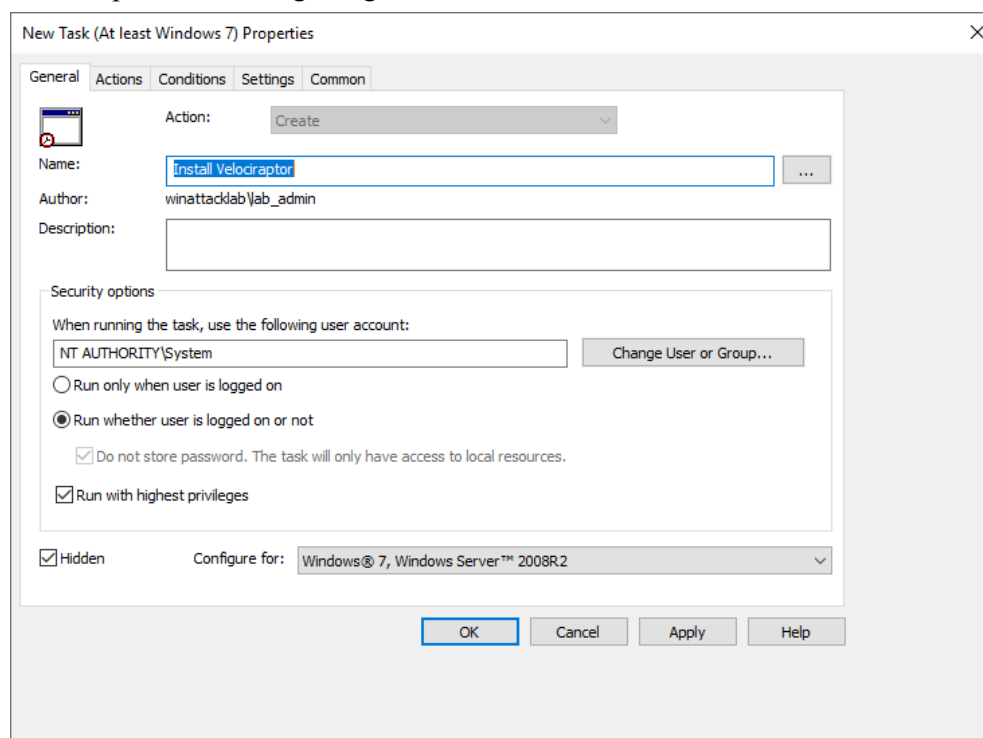 New Task (At least Windows 7) Properties
General Actions Conditions Settings Common
Action: Create
Name: Install Velociraptor ...
Author: winattacklab\lab_admin
Description:
Security options
When running the task, use the following user account:
NT AUTHORITY\System Change User or Group...
Run only when user is logged on
Run whether user is logged on or not
Do not store password. The task will only have access to local resources.
Run with highest privileges
Hidden Configure for: Windows® 7, Windows Server™ 2008R2
OK Cancel Apply Help